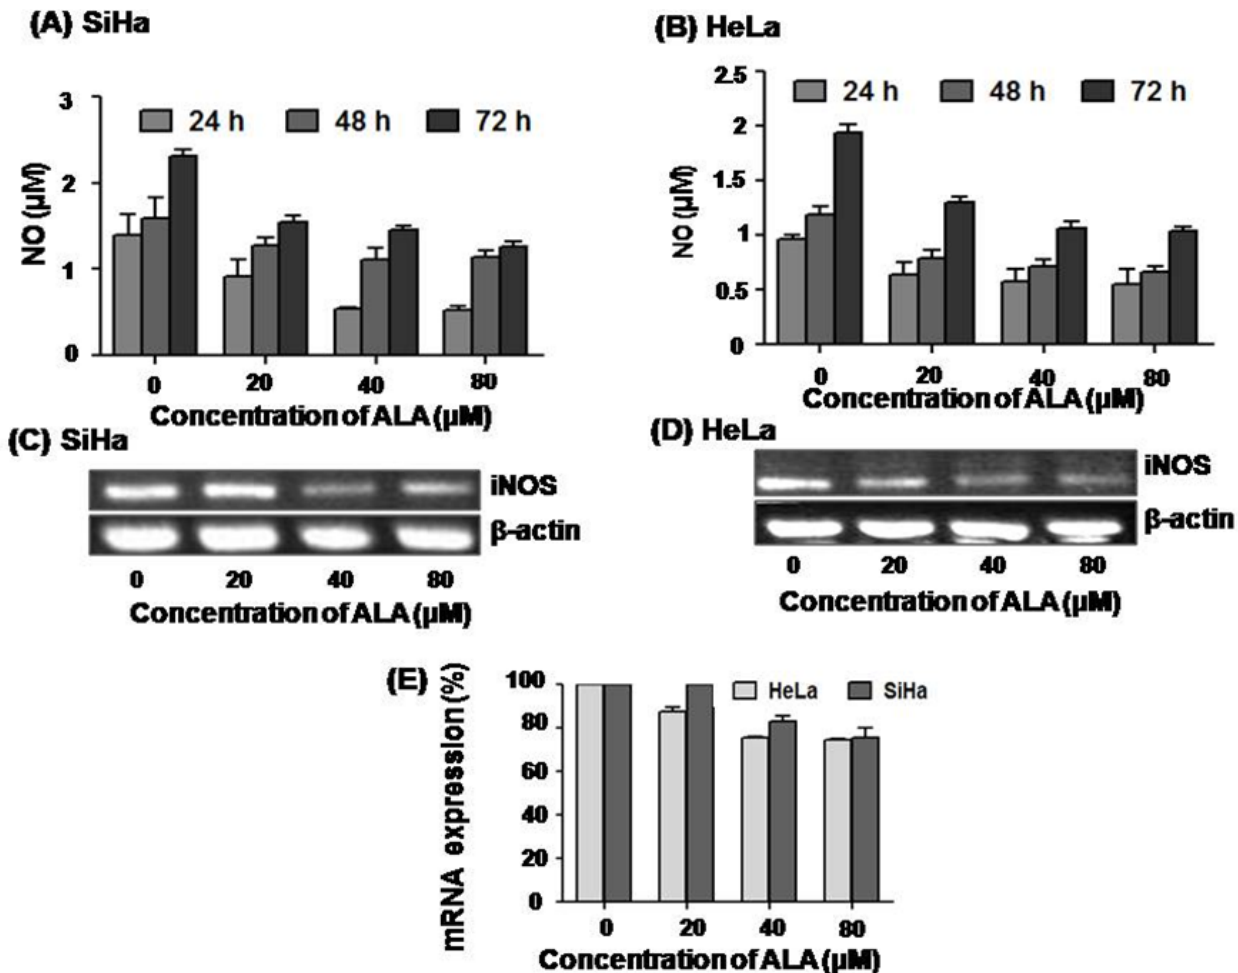 (A) SiHa
3
2
1
0
NO (µM)
24 h 48 h 72 h
0 20 40 80
Concentration of ALA (µM)
(B) HeLa
2.5
2
1.5
1
0.5
0
NO (µM)
24 h 48 h 72 h
0 20 40 80
Concentration of ALA (µM)
(C) SiHa
iNOS
β-actin
0 20 40 80
Concentration of ALA (µM)
(D) HeLa
iNOS
β-actin
0 20 40 80
Concentration of ALA (µM)
(E)
mRNA expression (%)
100
80
60
40
20
0
HeLa SiHa
0 20 40 80
Concentration of ALA (µM)